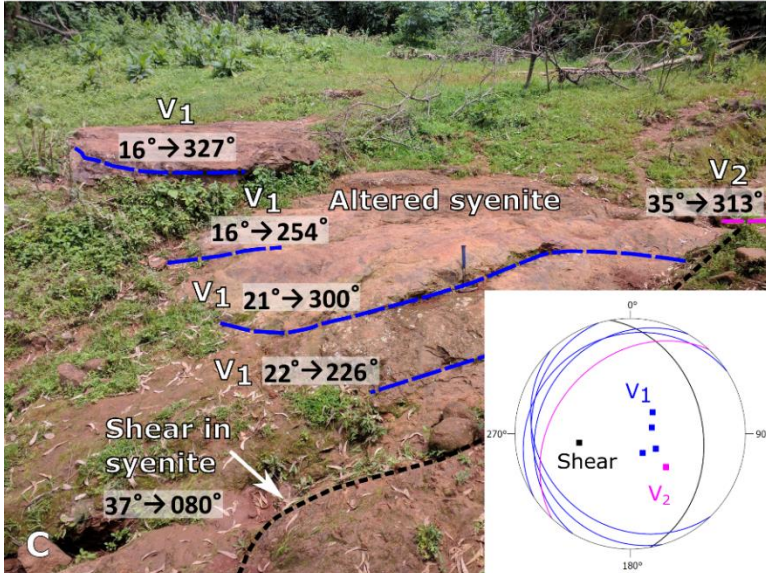 V1
16°→327°
V2
35°→313°
V1
Altered syenite
16°→254°
V1 21°→300°
V1 22°→226°
Shear in
syenite
37°→080°
C
0°
V1
270°
90
Shear
V2
180°